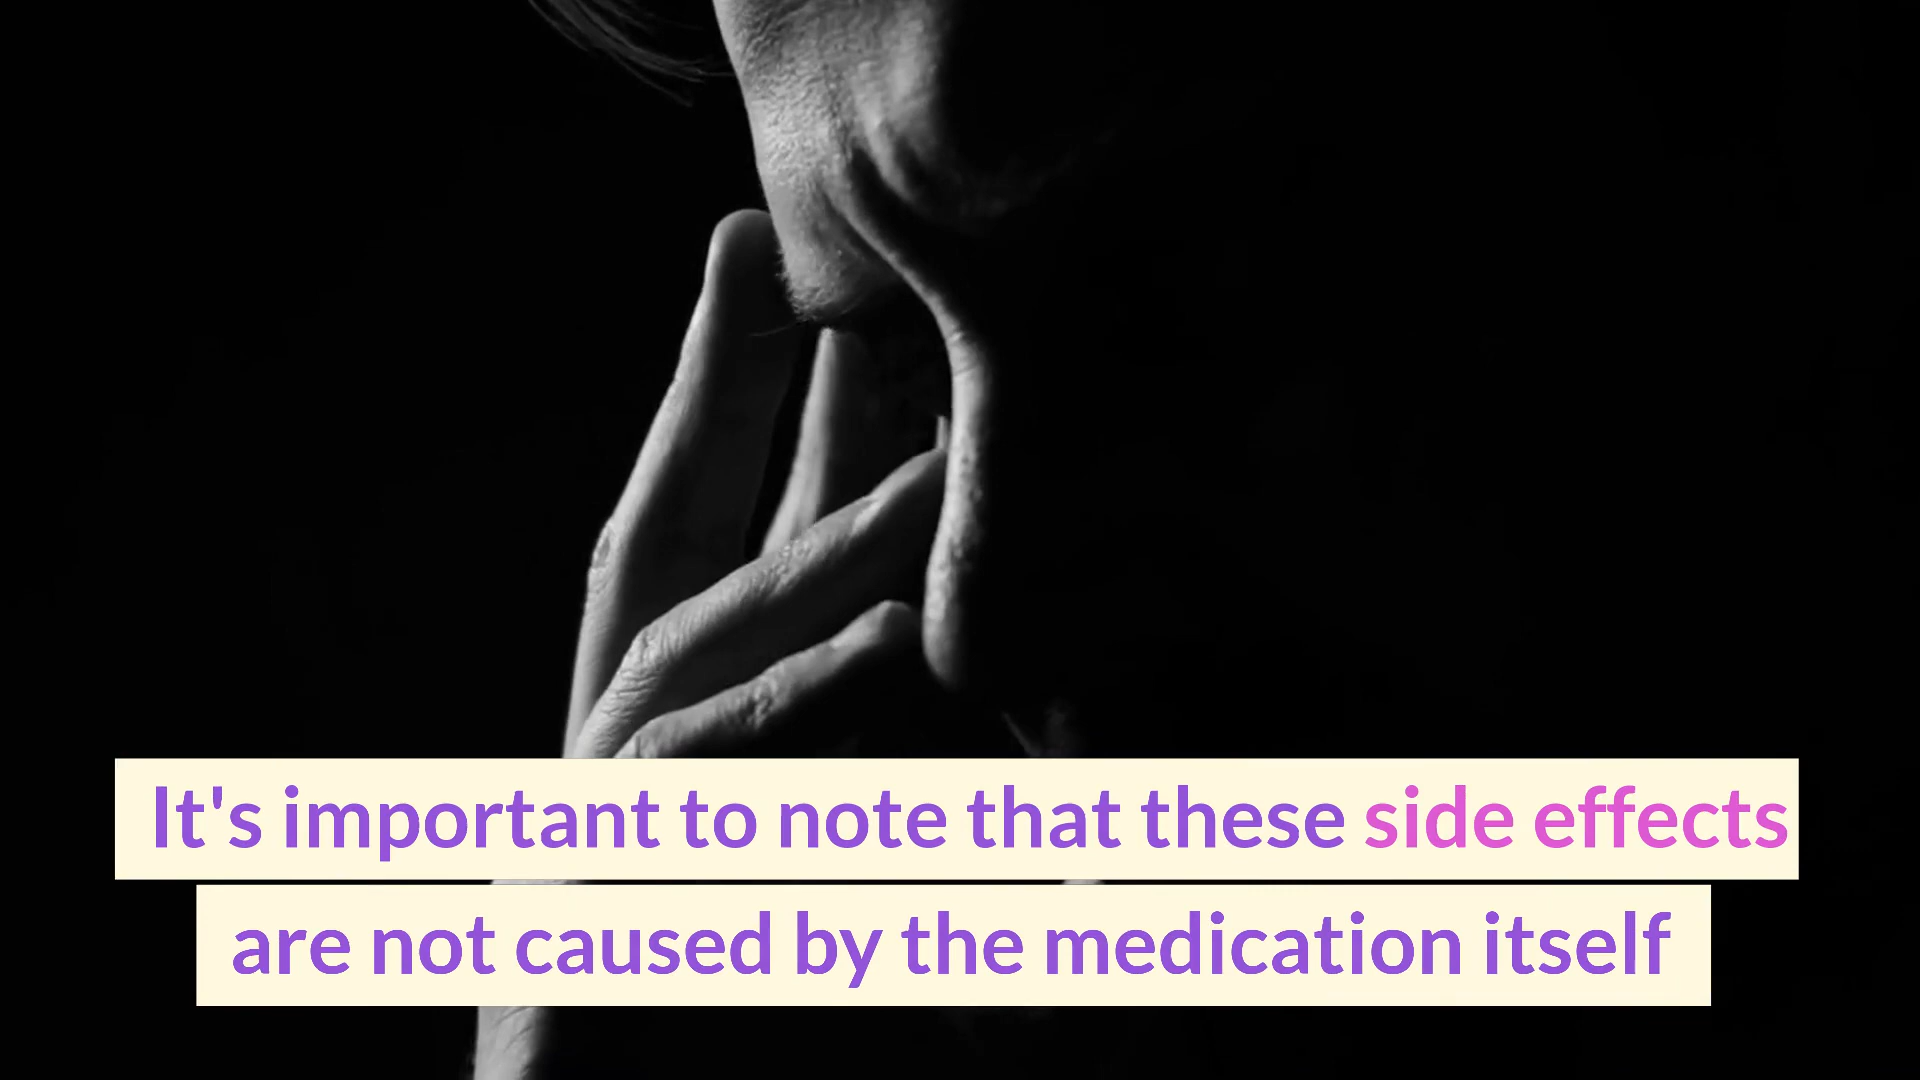 It's important to note that these side effects
are not caused by the medication itself